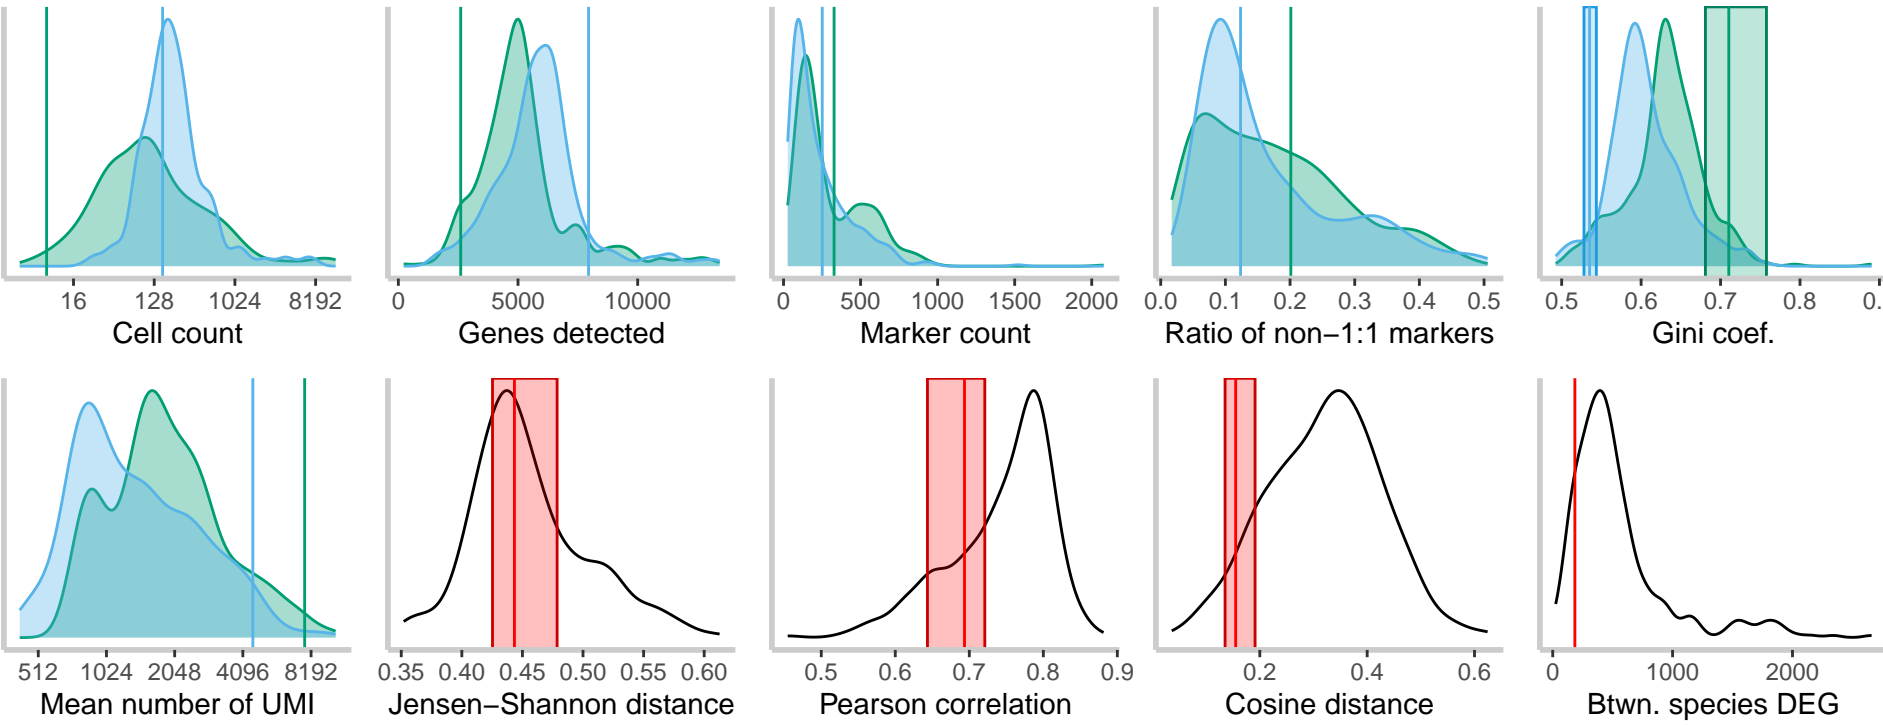 16 128 1024 8192
Cell count
0 5000 10000
Genes detected
0 500 1000 1500 2000
Marker count
0.0 0.1 0.2 0.3 0.4 0.5
Ratio of non−1:1 markers
0.5 0.6 0.7 0.8 0.
Gini coef.
512 1024 2048 4096 8192
Mean number of UMI
0.35 0.40 0.45 0.50 0.55 0.60
Jensen−Shannon distance
0.5 0.6 0.7 0.8 0.9
Pearson correlation
0.2 0.4 0.6
Cosine distance
0 1000 2000
Btwn. species DEG